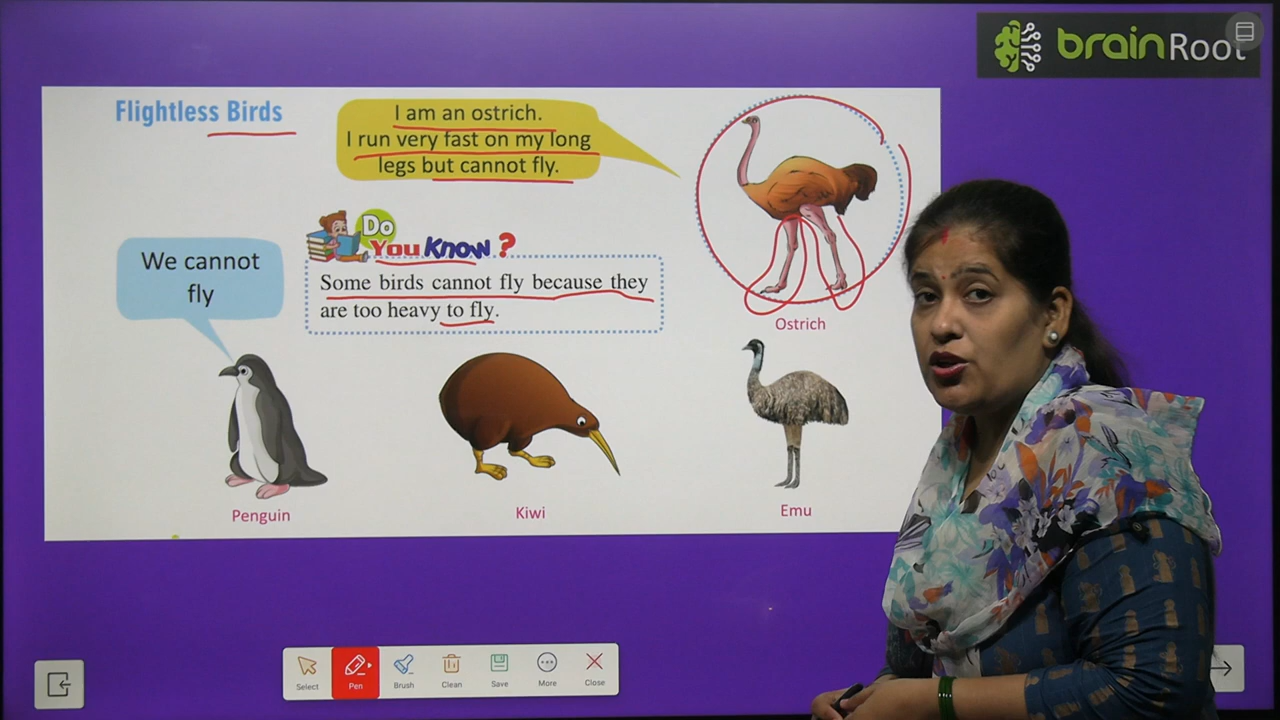 brainRoot
Flightless Birds
I am an ostrich.
I run very fast on my long
legs but cannot fly.
Do
You Know ?
We cannot
fly
Some birds cannot fly because they
are too heavy to fly.
Ostrich
Penguin
Kiwi
Emu
Select
Pen
Brush
Clean
Save
More
Close